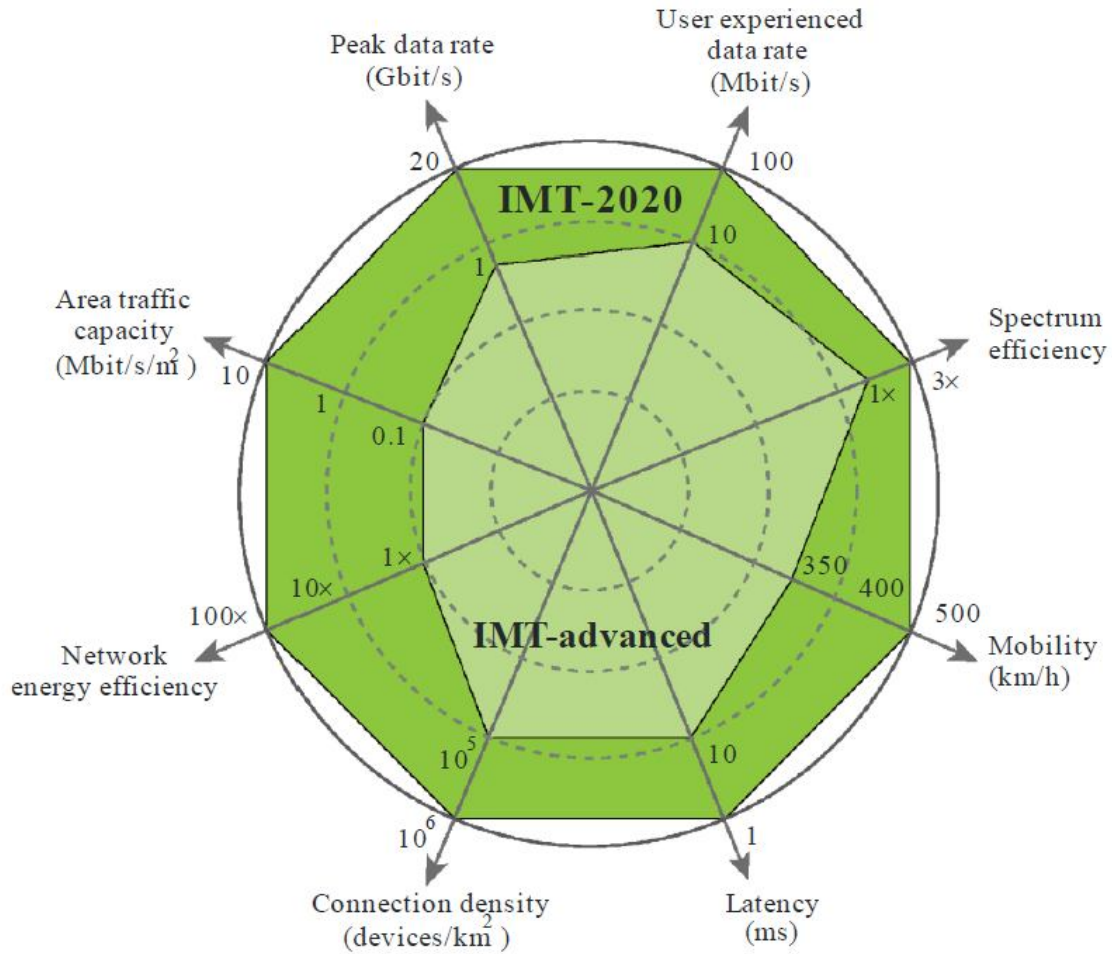 Peak data rate
(Gbit/s)
User experienced
data rate
(Mbit/s)
20
100
IMT-2020
1
10
Area traffic
capacity
(Mbit/s/m²)
10
1
0.1
Spectrum
efficiency
1×
3×
1×
10×
100×
Network
energy efficiency
350
400
500
Mobility
(km/h)
IMT-advanced
10⁵
10
10⁶
1
Connection density
(devices/km²)
Latency
(ms)